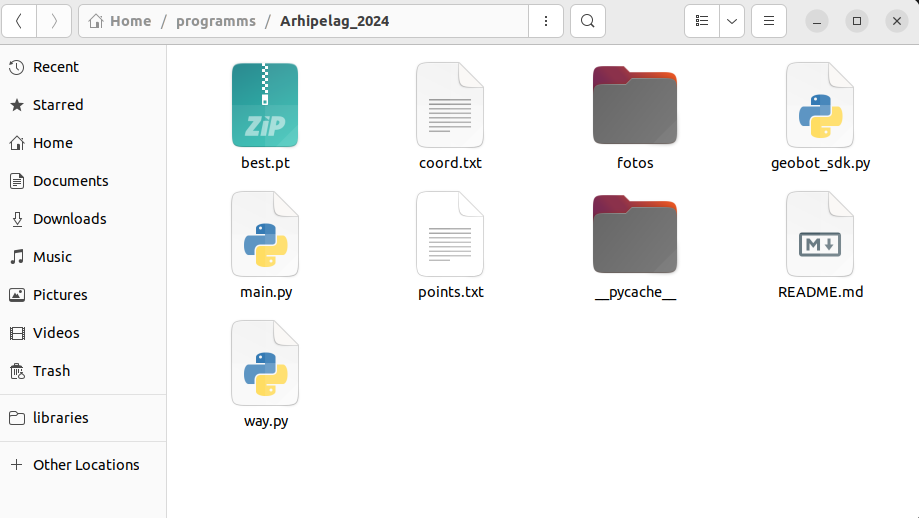 Home / programms / Arhipelag_2024
Recent
Starred
Home
Documents
Downloads
Music
Pictures
Videos
Trash
libraries
Other Locations
ZiP
best.pt
coord.txt
fotos
geobot_sdk.py
M
main.py
points.txt
__pycache__
README.md
way.py